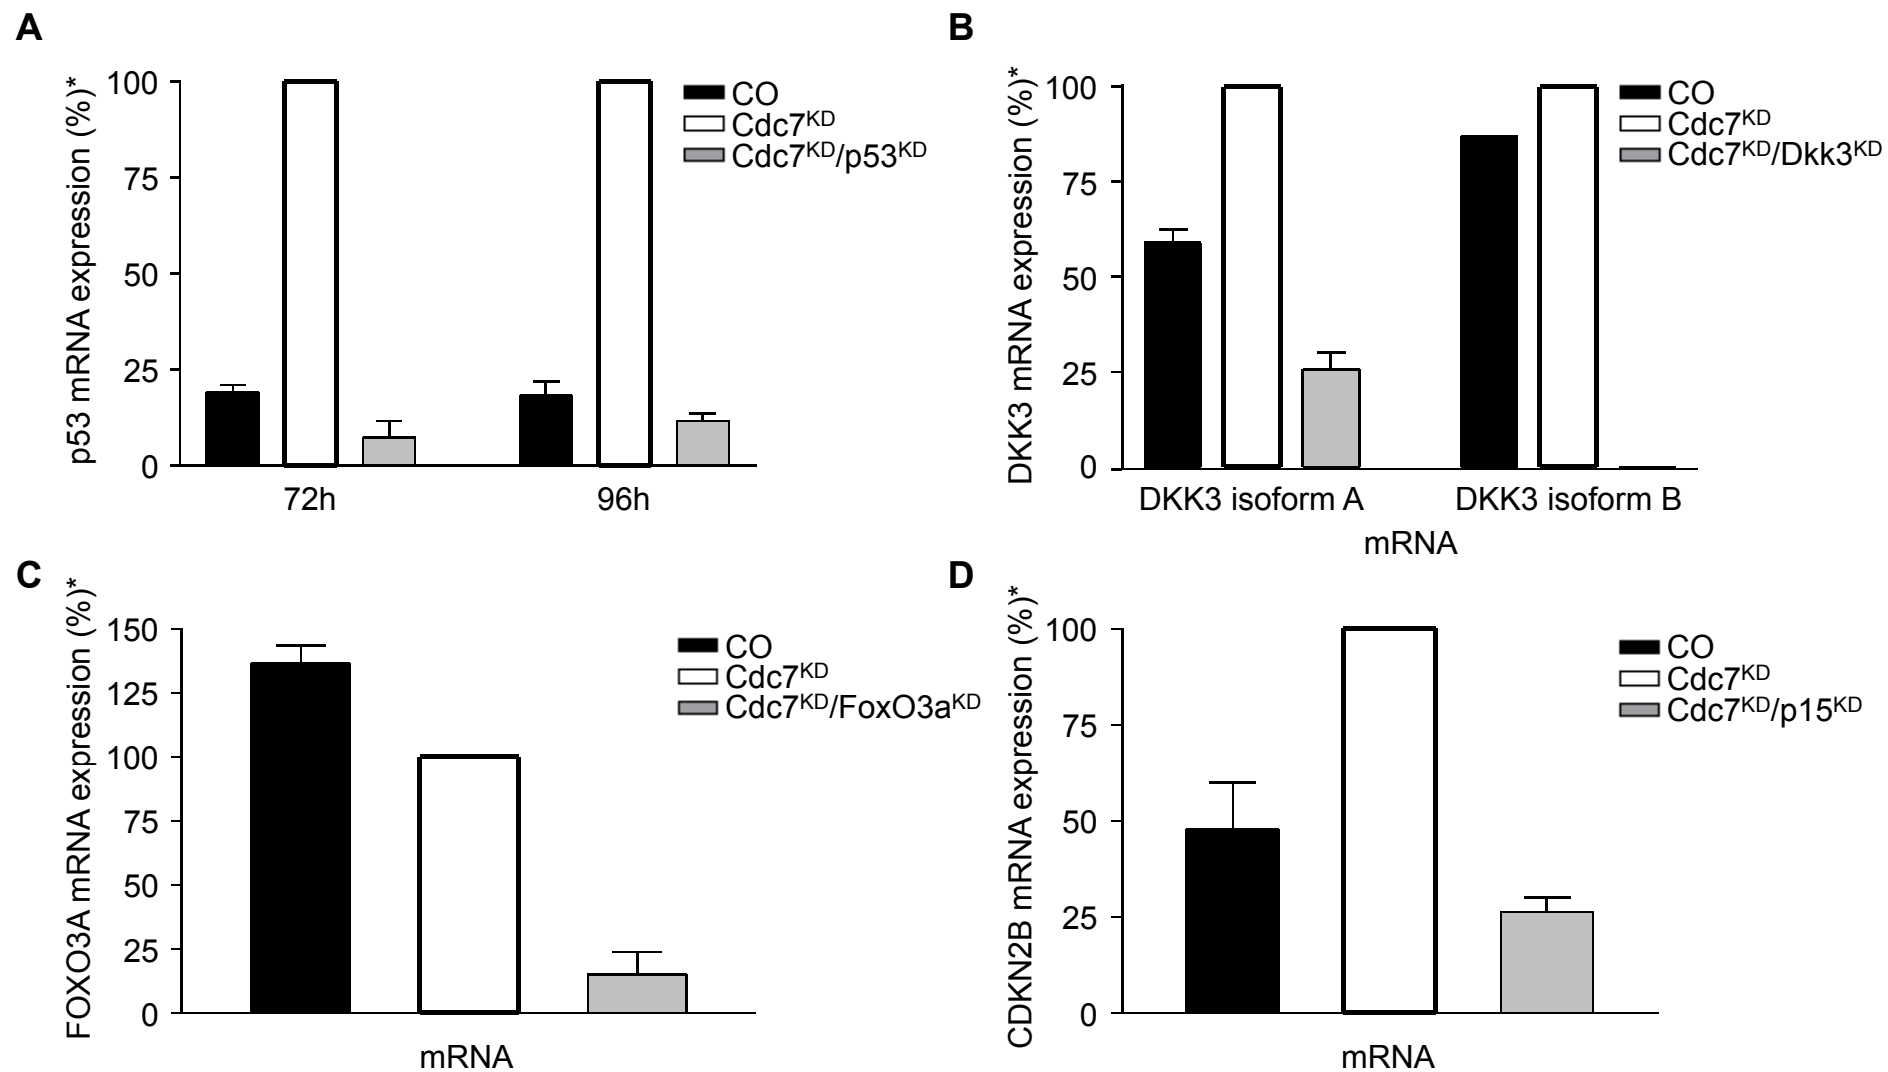 A
p53 mRNA expression (%)*
100
75
50
25
0
72h
96h
CO
Cdc7KD
Cdc7KD/p53KD
B
DKK3 mRNA expression (%)*
100
75
50
25
0
DKK3 isoform A
DKK3 isoform B
mRNA
CO
Cdc7KD
Cdc7KD/Dkk3KD
C
FOXO3A mRNA expression (%)*
150
125
100
75
50
25
0
mRNA
CO
Cdc7KD
Cdc7KD/FoxO3aKD
D
CDKN2B mRNA expression (%)*
100
75
50
25
0
mRNA
CO
Cdc7KD
Cdc7KD/p15KD